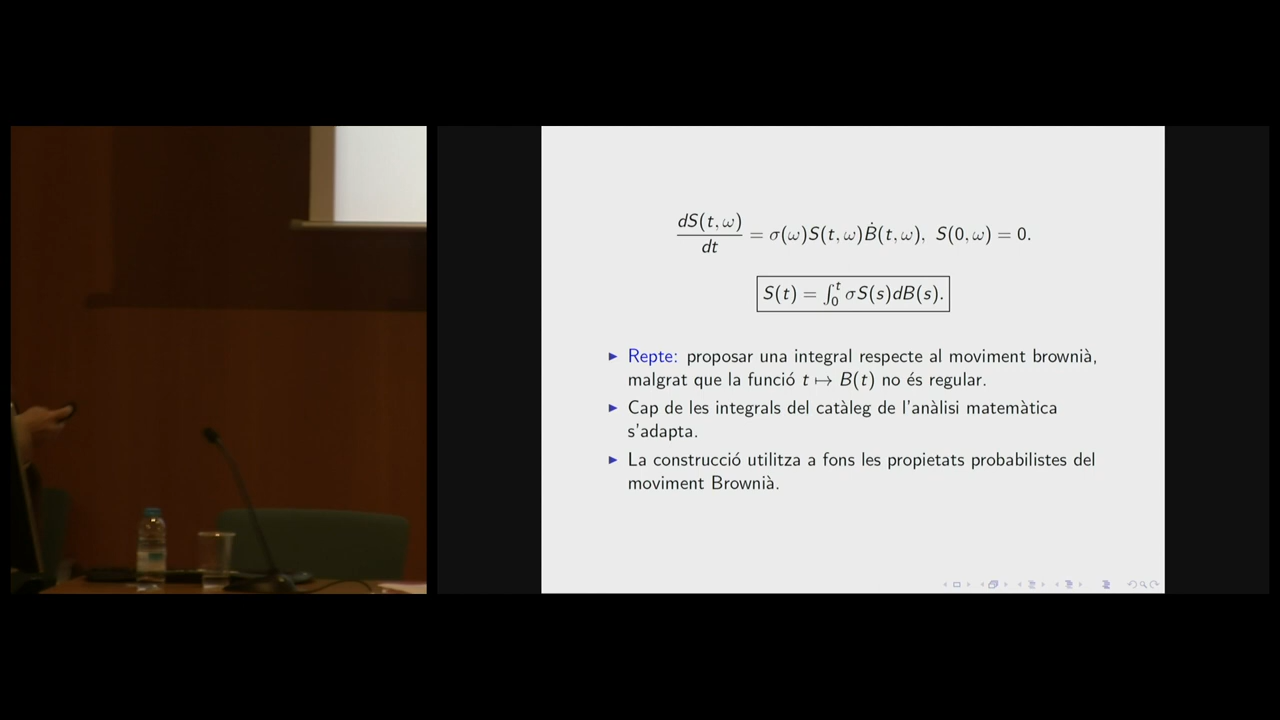 dS(t, ω)/dt = σ(ω)S(t, ω)Ḃ(t, ω), S(0, ω) = 0.
S(t) = ∫₀ᵗ σS(s)dB(s).
Repte: proposar una integral respecte al moviment brownià,
malgrat que la funció t ↦ B(t) no és regular.
Cap de les integrals del catàleg de l'anàlisi matemàtica
s'adapta.
La construcció utilitza a fons les propietats probabilistes del
moviment Brownià.